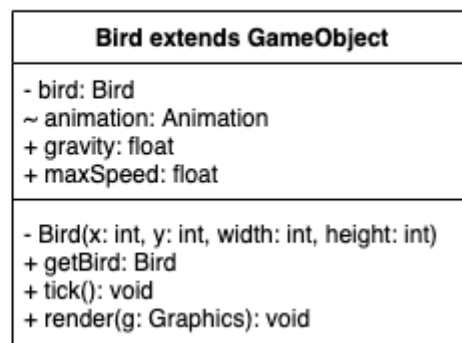 Bird extends GameObject
- bird: Bird
~ animation: Animation
+ gravity: float
+ maxSpeed: float
- Bird(x: int, y: int, width: int, height: int)
+ getBird: Bird
+ tick(): void
+ render(g: Graphics): void